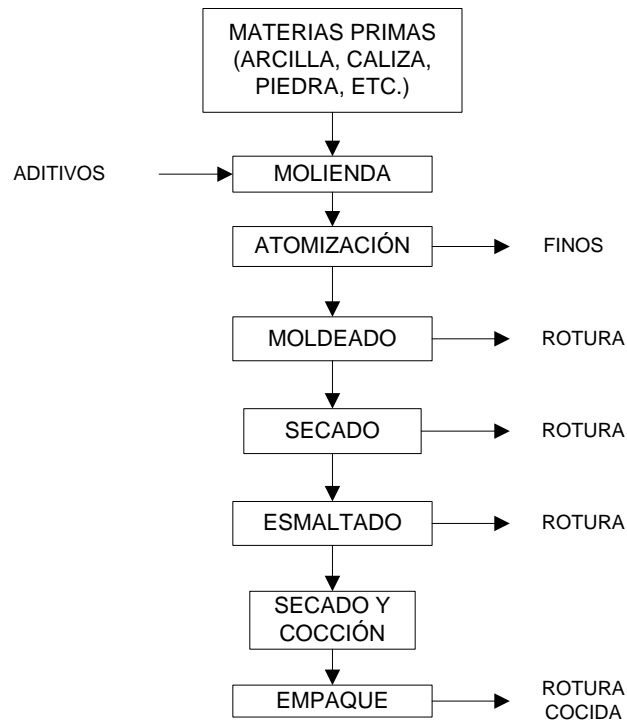 MATERIAS PRIMAS
(ARCILLA, CALIZA,
PIEDRA, ETC.)
ADITIVOS
MOLIENDA
ATOMIZACIÓN
FINOS
MOLDEADO
ROTURA
SECADO
ROTURA
ESMALTADO
ROTURA
SECADO Y
COCCIÓN
EMPAQUE
ROTURA
COCIDA